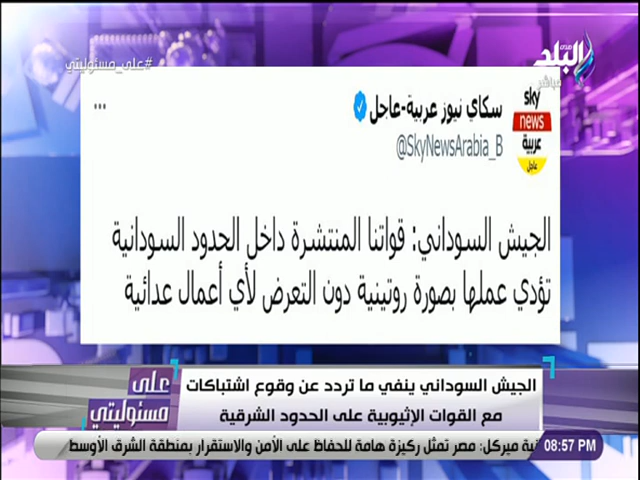 #على_مسئوليتي
صدى
البلد
مباشر
...
سكاي نيوز عربية-عاجل
@SkyNewsArabia_B
sky
news
عربية
عاجل
الجيش السوداني: قواتنا المنتشرة داخل الحدود السودانية
تؤدي عملها بصورة روتينية دون التعرض لأي أعمال عدائية
على
مسئوليتي
الجيش السوداني ينفي ما تردد عن وقوع اشتباكات
مع القوات الإثيوبية على الحدود الشرقية
ميركل: مصر تمثل ركيزة هامة للحفاظ على الأمن والاستقرار بمنطقة الشرق الأوسط
08:57 PM